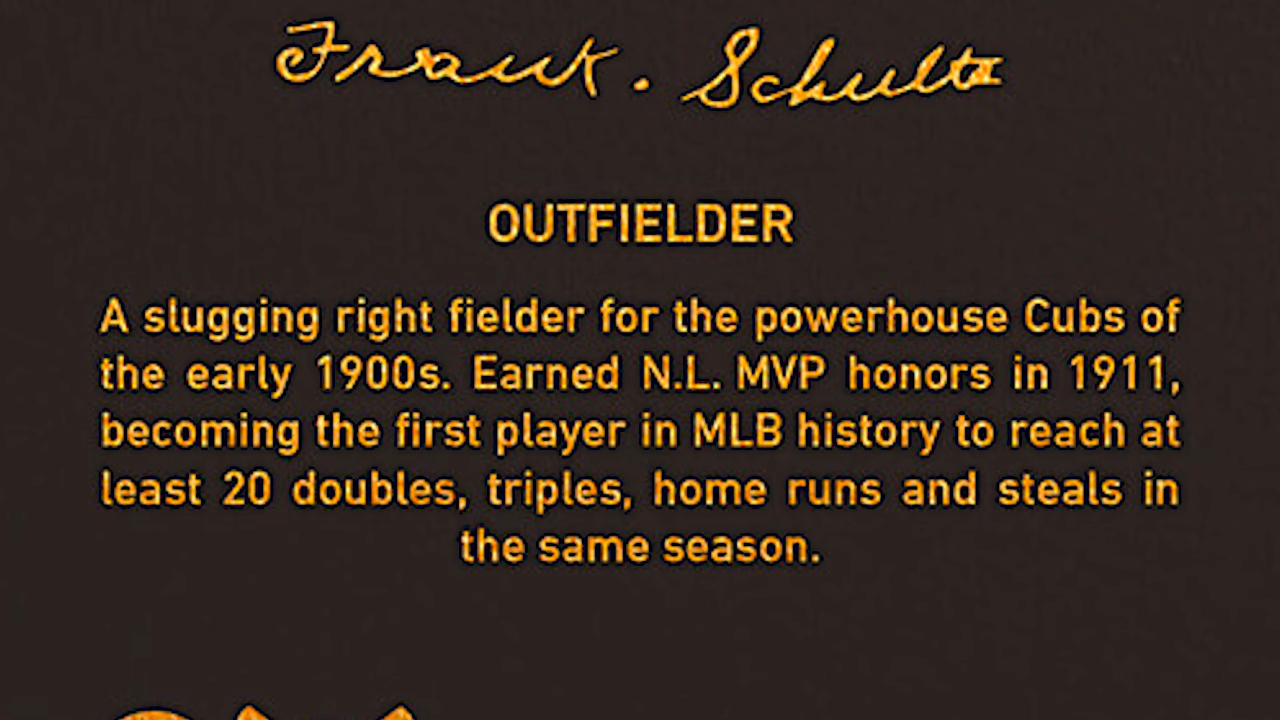 Frank. Schulte
OUTFIELDER
A slugging right fielder for the powerhouse Cubs of
the early 1900s. Earned N.L. MVP honors in 1911,
becoming the first player in MLB history to reach at
least 20 doubles, triples, home runs and steals in
the same season.